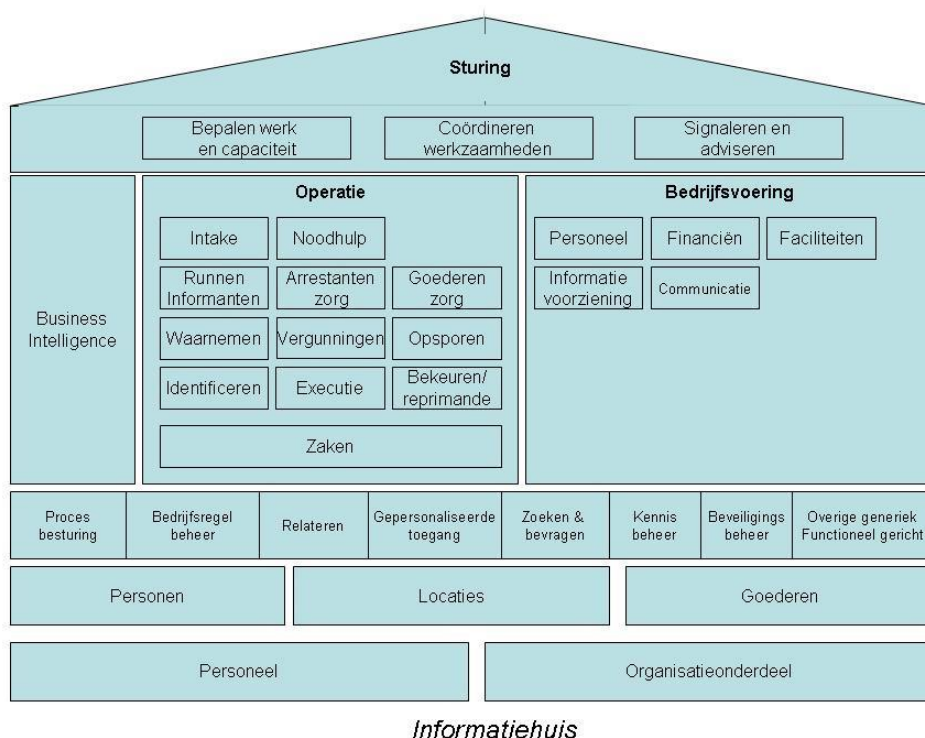 Sturing
Bepalen werk
en capaciteit
Coördineren
werkzaamheden
Signaleren en
adviseren
Business
Intelligence
Operatie
Intake
Noodhulp
Runnen
Informanten
Arrestanten
zorg
Goederen
zorg
Waarnemen
Vergunningen
Opsporen
Identificeren
Executie
Bekeuren/
reprimande
Zaken
Bedrijfsvoering
Personeel
Financiën
Faciliteiten
Informatie
voorziening
Communicatie
Proces
besturing
Bedrijfsregel
beheer
Relateren
Gepersonaliseerde
toegang
Zoeken &
bevragen
Kennis
beheer
Beveiligings
beheer
Overige generiek
Functioneel gericht
Personen
Locaties
Goederen
Personeel
Organisatieonderdeel
Informatiehuis